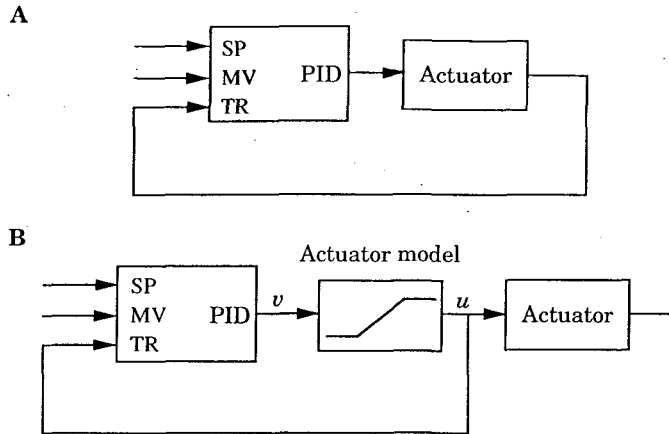 A
SP
MV PID Actuator
TR
B
Actuator model
SP
MV PID v u Actuator
TR